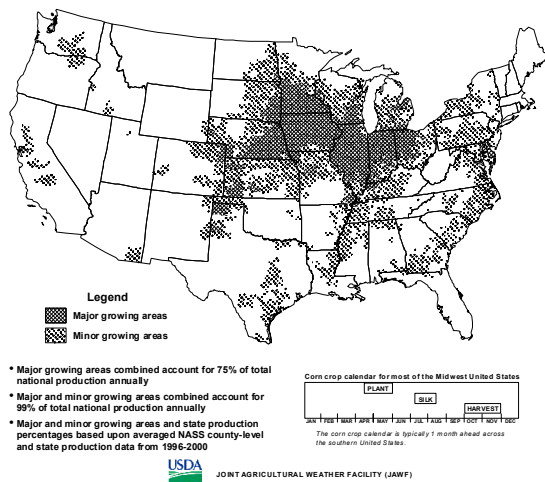 Legend
Major growing areas
Minor growing areas
• Major growing areas combined account for 75% of total
national production annually
• Major and minor growing areas combined account for
99% of total national production annually
• Major and minor growing areas and state production
percentages based upon averaged NASS county-level
and state production data from 1996-2000
Corn crop calendar for most of the Midwest United States
PLANT
SILK
HARVEST
JAN FEB MAR APR MAY JUN JUL AUG SEP OCT NOV DEC
The corn crop calendar is typically 1 month ahead across
the southern United States.
USDA
JOINT AGRICULTURAL WEATHER FACILITY (JAWF)